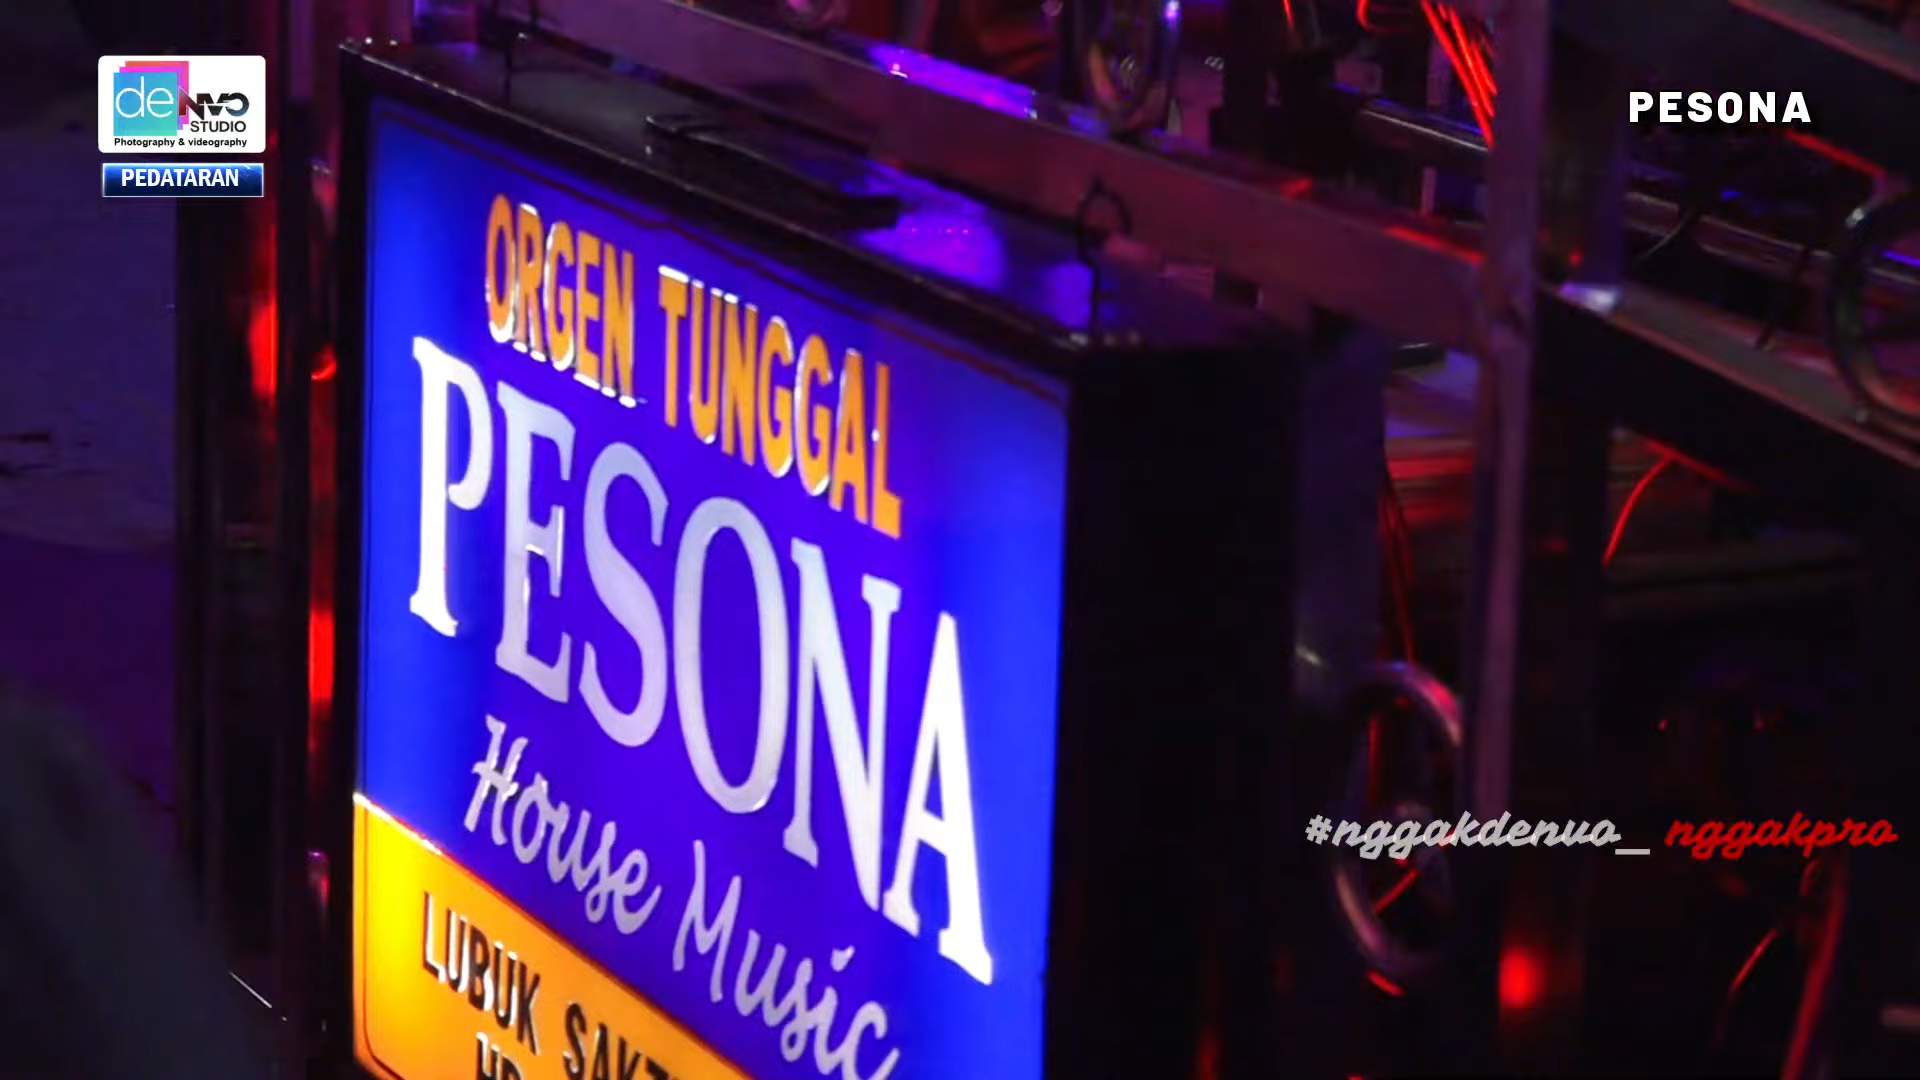 deNVO
STUDIO
Photography & videography
PEDATARAN
PESONA
ORGEN TUNGGAL
PESONA
House Music
LUBUK
#nggakdenvo_ nggakpro